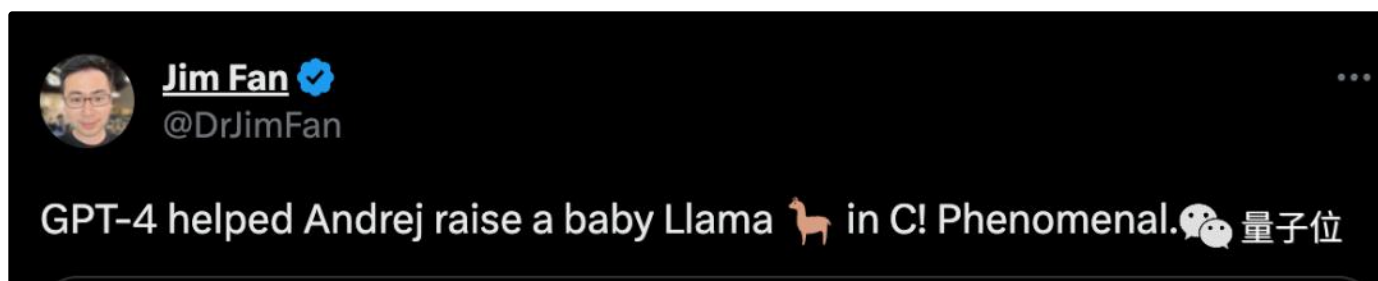 Jim Fan
@DrJimFan
GPT-4 helped Andrej raise a baby Llama 🦙 in C! Phenomenal.
量子位